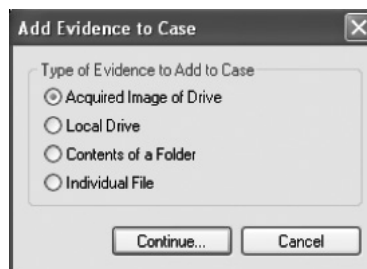 Add Evidence to Case
Type of Evidence to Add to Case
Acquired Image of Drive
Local Drive
Contents of a Folder
Individual File
Continue... Cancel